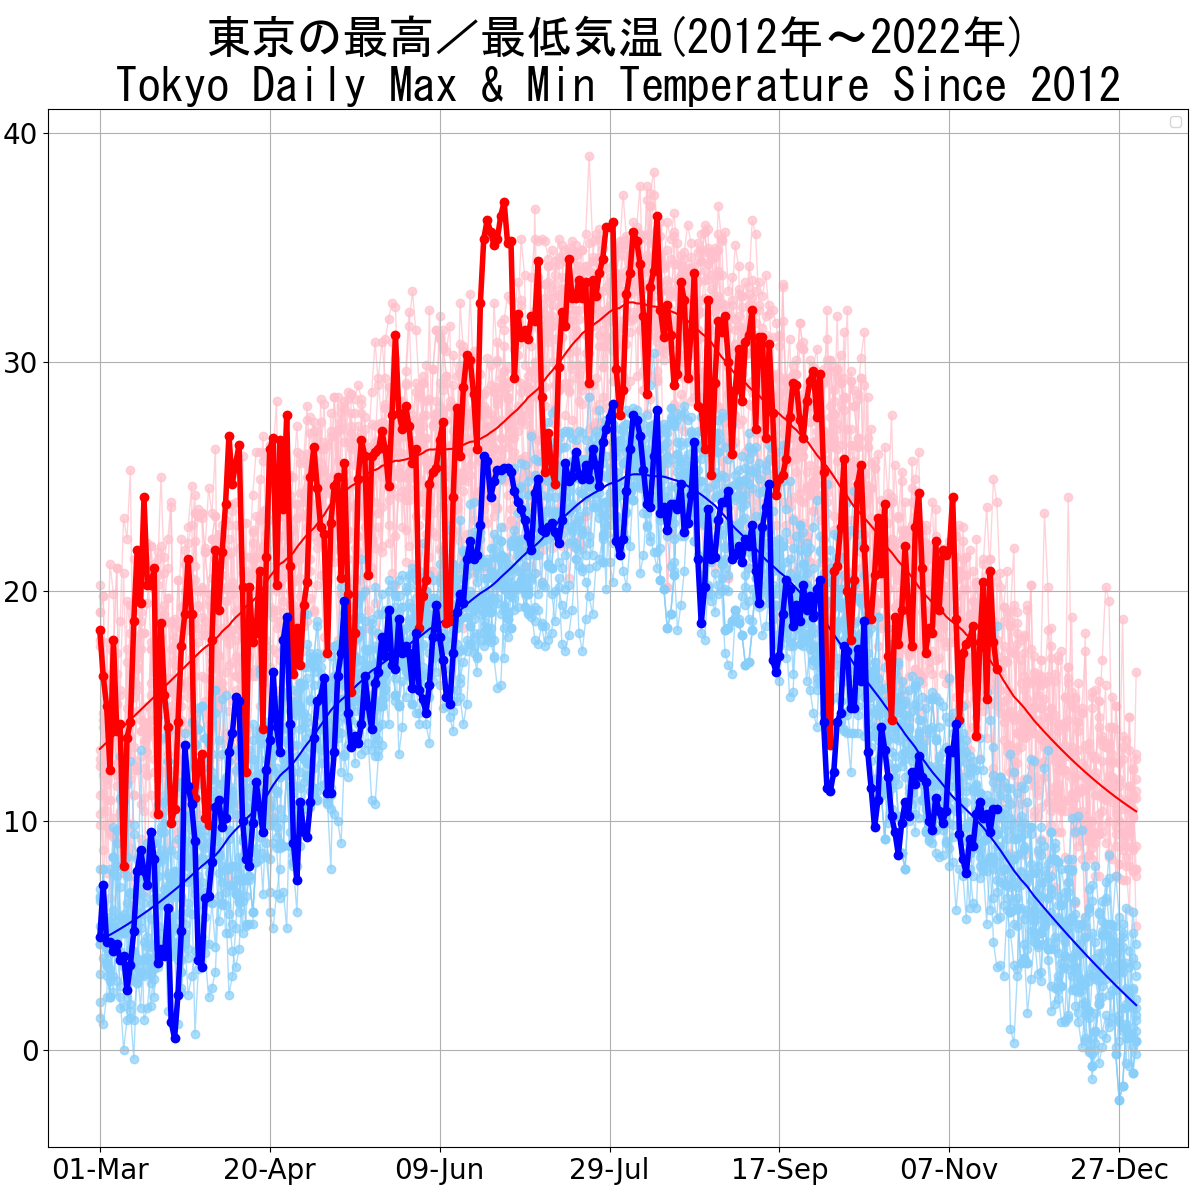 東京の最高／最低気温(2012年～2022年)
Tokyo Daily Max & Min Temperature Since 2012
40
30
20
10
0
01-Mar 20-Apr 09-Jun 29-Jul 17-Sep 07-Nov 27-Dec